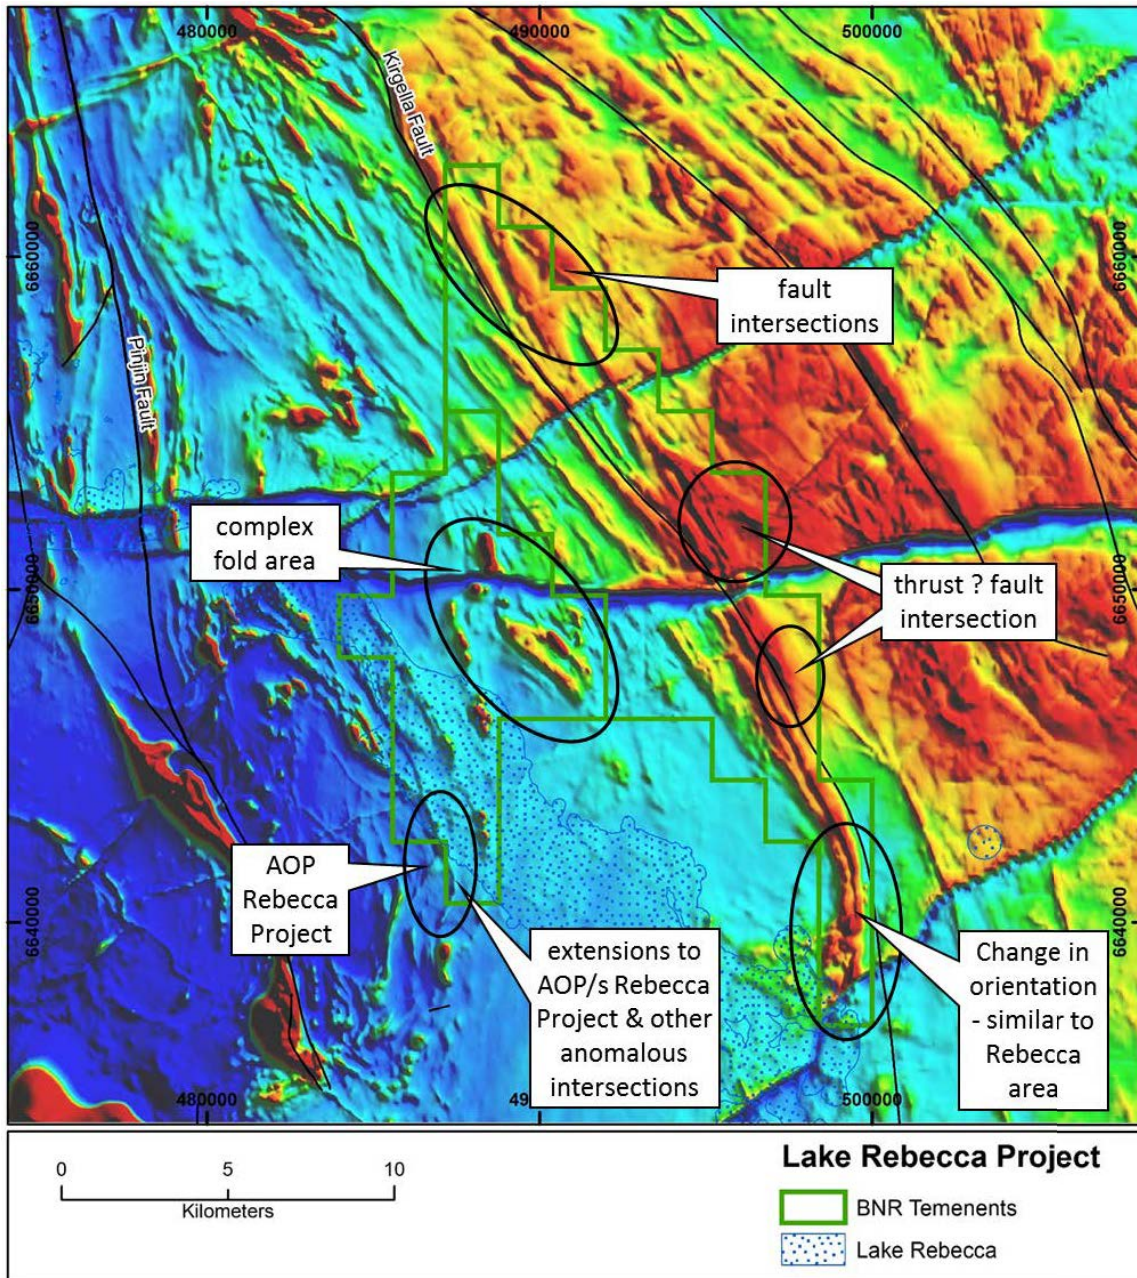 480000
490000
500000
Kirgella Fault
6660000
6660000
fault
intersections
Pinjin Fault
complex
fold area
6650000
thrust ? fault
intersection
6650000
AOP
Rebecca
Project
6640000
extensions to
AOP/s Rebecca
Project & other
anomalous
intersections
Change in
orientation
- similar to
Rebecca
area
6640000
480000
49
500000
0
5
10
Kilometers
Lake Rebecca Project
BNR Temenents
Lake Rebecca